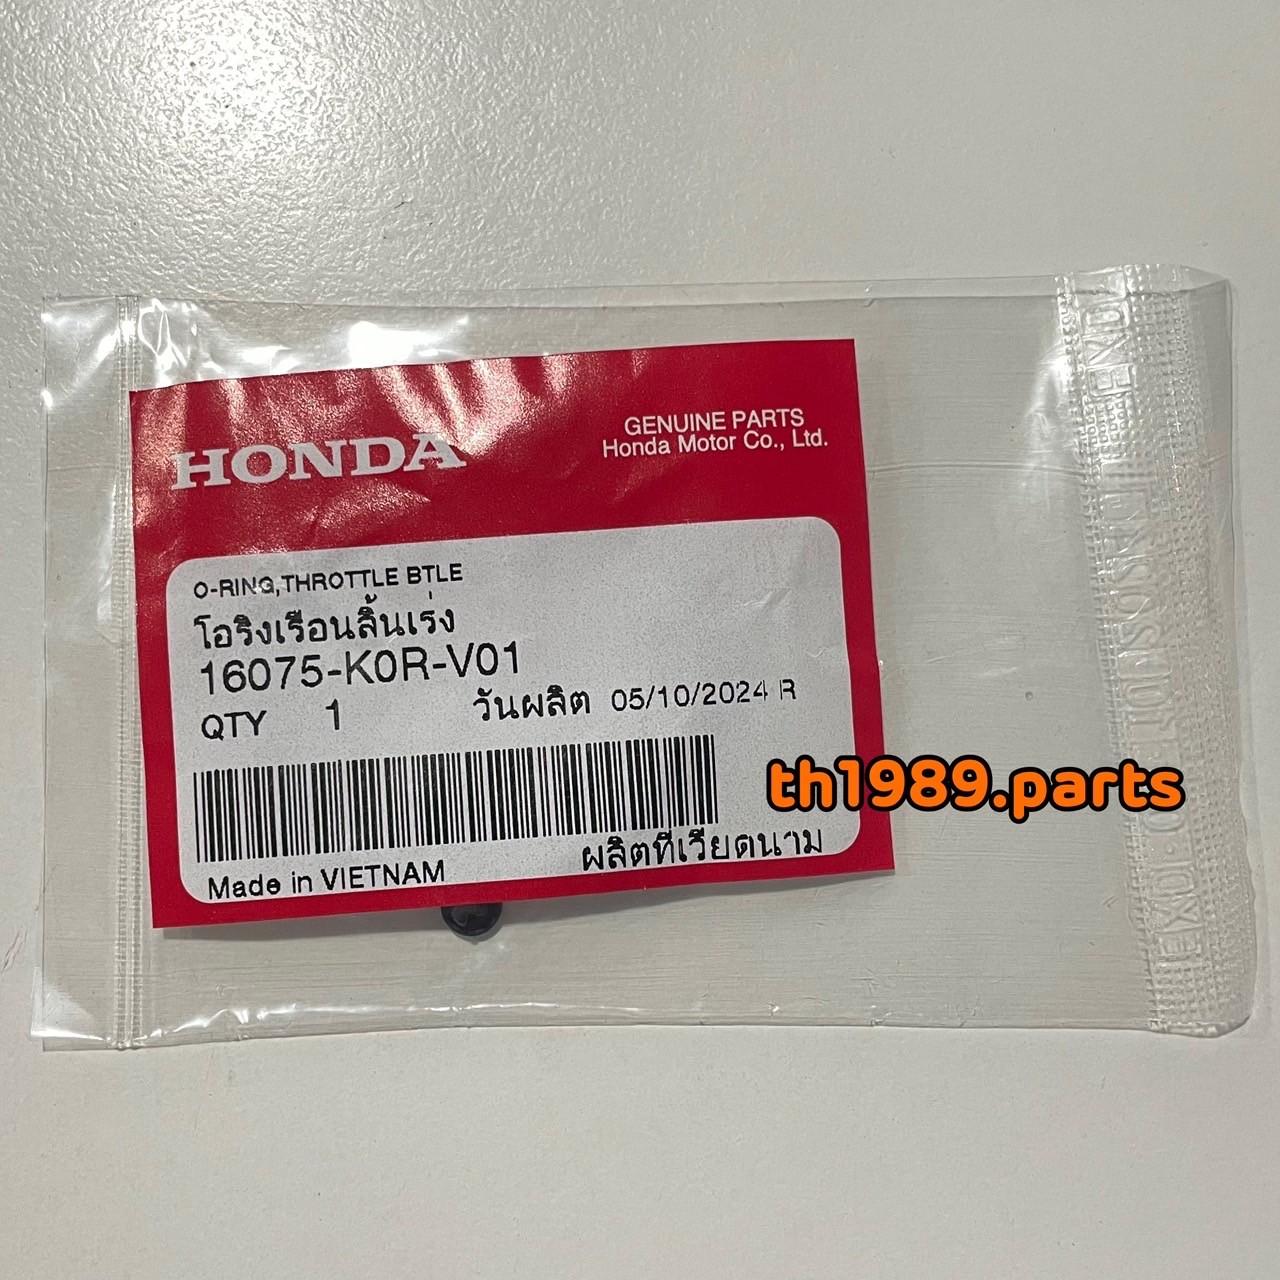 HONDA
GENUINE PARTS
Honda Motor Co., Ltd.
O-RING,THROTTLE BTLE
โอริงเรือนลิ้นเร่ง
16075-K0R-V01
QTY 1 วันผลิต 05/10/2024 R
th1989.parts
Made in VIETNAM ผลิตที่เวียดนาม